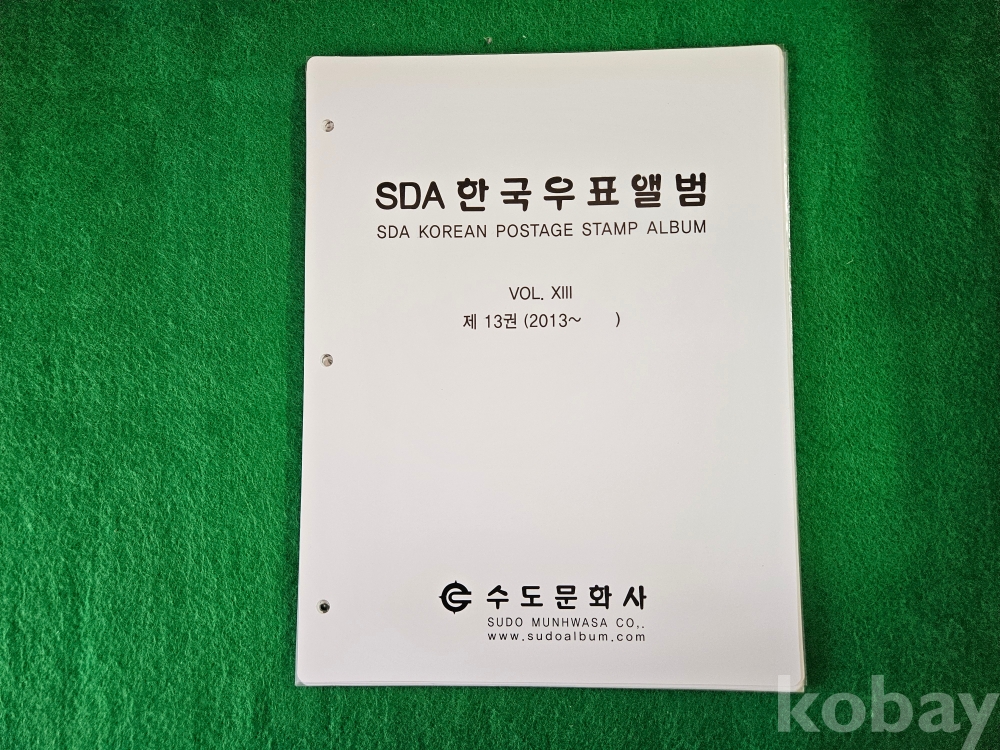 SDA 한국우표앨범
SDA KOREAN POSTAGE STAMP ALBUM
VOL. XIII
제 13권 (2013~ )
수도문화사
SUDO MUNHWASA CO,.
www.sudoalbum.com
kobay